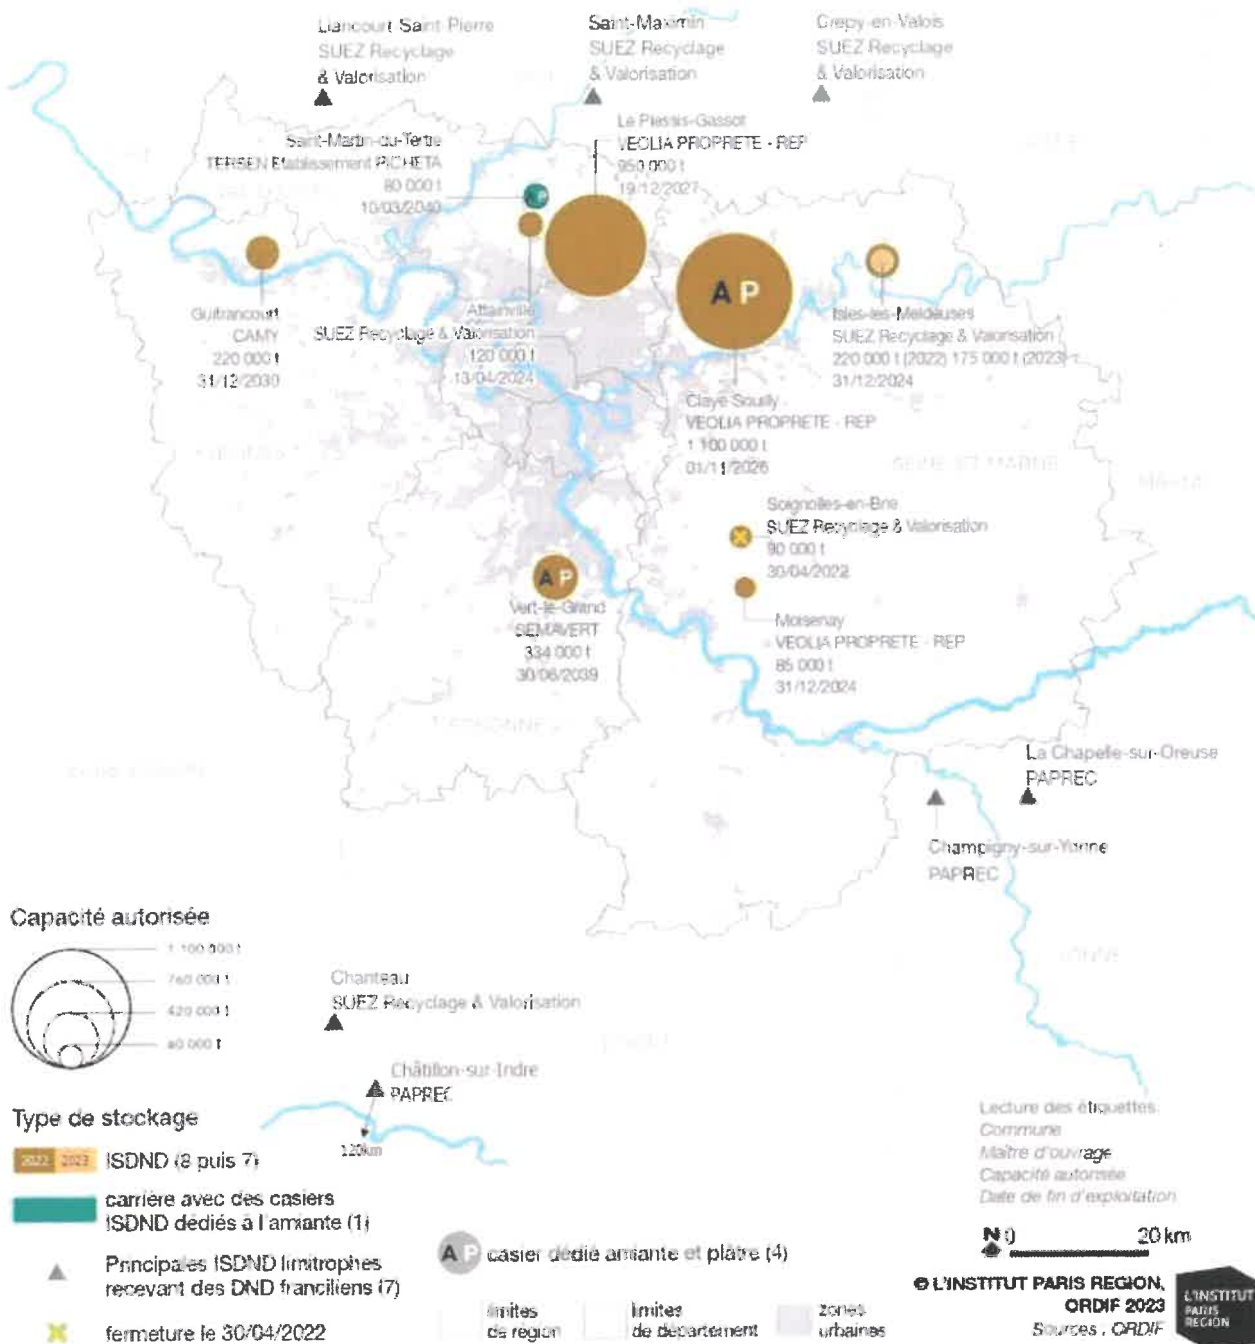 Liancourt-Saint-Pierre
SUEZ Recyclage
& Valorisation
Saint-Maximin
SUEZ Recyclage
& Valorisation
Crepy-en-Valois
SUEZ Recyclage
& Valorisation
Saint-Martin-du-Tertre
TERSEN Etablissement PICHETA
80 000 t
10/03/2040
Le Plessis-Gassot
VEOLIA PROPRETE - REP
950 000 t
19/12/2027
P
A P
Guitrancourt
CAMY
220 000 t
31/12/2030
Attainville
SUEZ Recyclage & Valorisation
120 000 t
13/04/2024
Isles-les-Meldeuses
SUEZ Recyclage & Valorisation
220 000 t (2022) 175 000 t (2023)
31/12/2024
Claye Souilly
VEOLIA PROPRETE - REP
1 100 000 t
01/11/2026
SEINE-ET-MARNE
Soignolles-en-Brie
SUEZ Recyclage & Valorisation
90 000 t
30/04/2022
A P
Vert-le-Grand
SEMAVERT
334 000 t
30/06/2039
Moisenay
VEOLIA PROPRETE - REP
85 000 t
31/12/2024
ESSONNE
La Chapelle-sur-Oreuse
PAPREC
Champigny-sur-Yonne
PAPREC
YONNE
Capacité autorisée
1 100 000 t
760 000 t
420 000 t
80 000 t
Chanteau
SUEZ Recyclage & Valorisation
Châtillon-sur-Indre
PAPREC
120km
Type de stockage
2022 2023 ISDND (8 puis 7)
carrière avec des casiers
ISDND dédiés à l'amiante (1)
Principales ISDND limitrophes
recevant des DND franciliens (7)
fermeture le 30/04/2022
A P casier dédié amiante et plâtre (4)
limites
de région
limites
de département
zones
urbaines
Lecture des étiquettes
Commune
Maître d'ouvrage
Capacité autorisée
Date de fin d'exploitation
N 0 20 km
© L'INSTITUT PARIS REGION,
ORDIF 2023
Sources : ORDIF
L'INSTITUT
PARIS
REGION